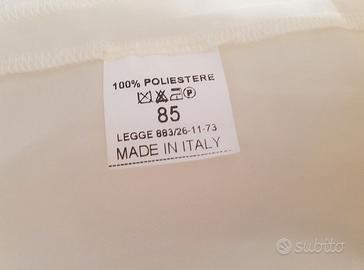 100% POLIESTERE
P
85
LEGGE 883/26-11-73
MADE IN ITALY
subito